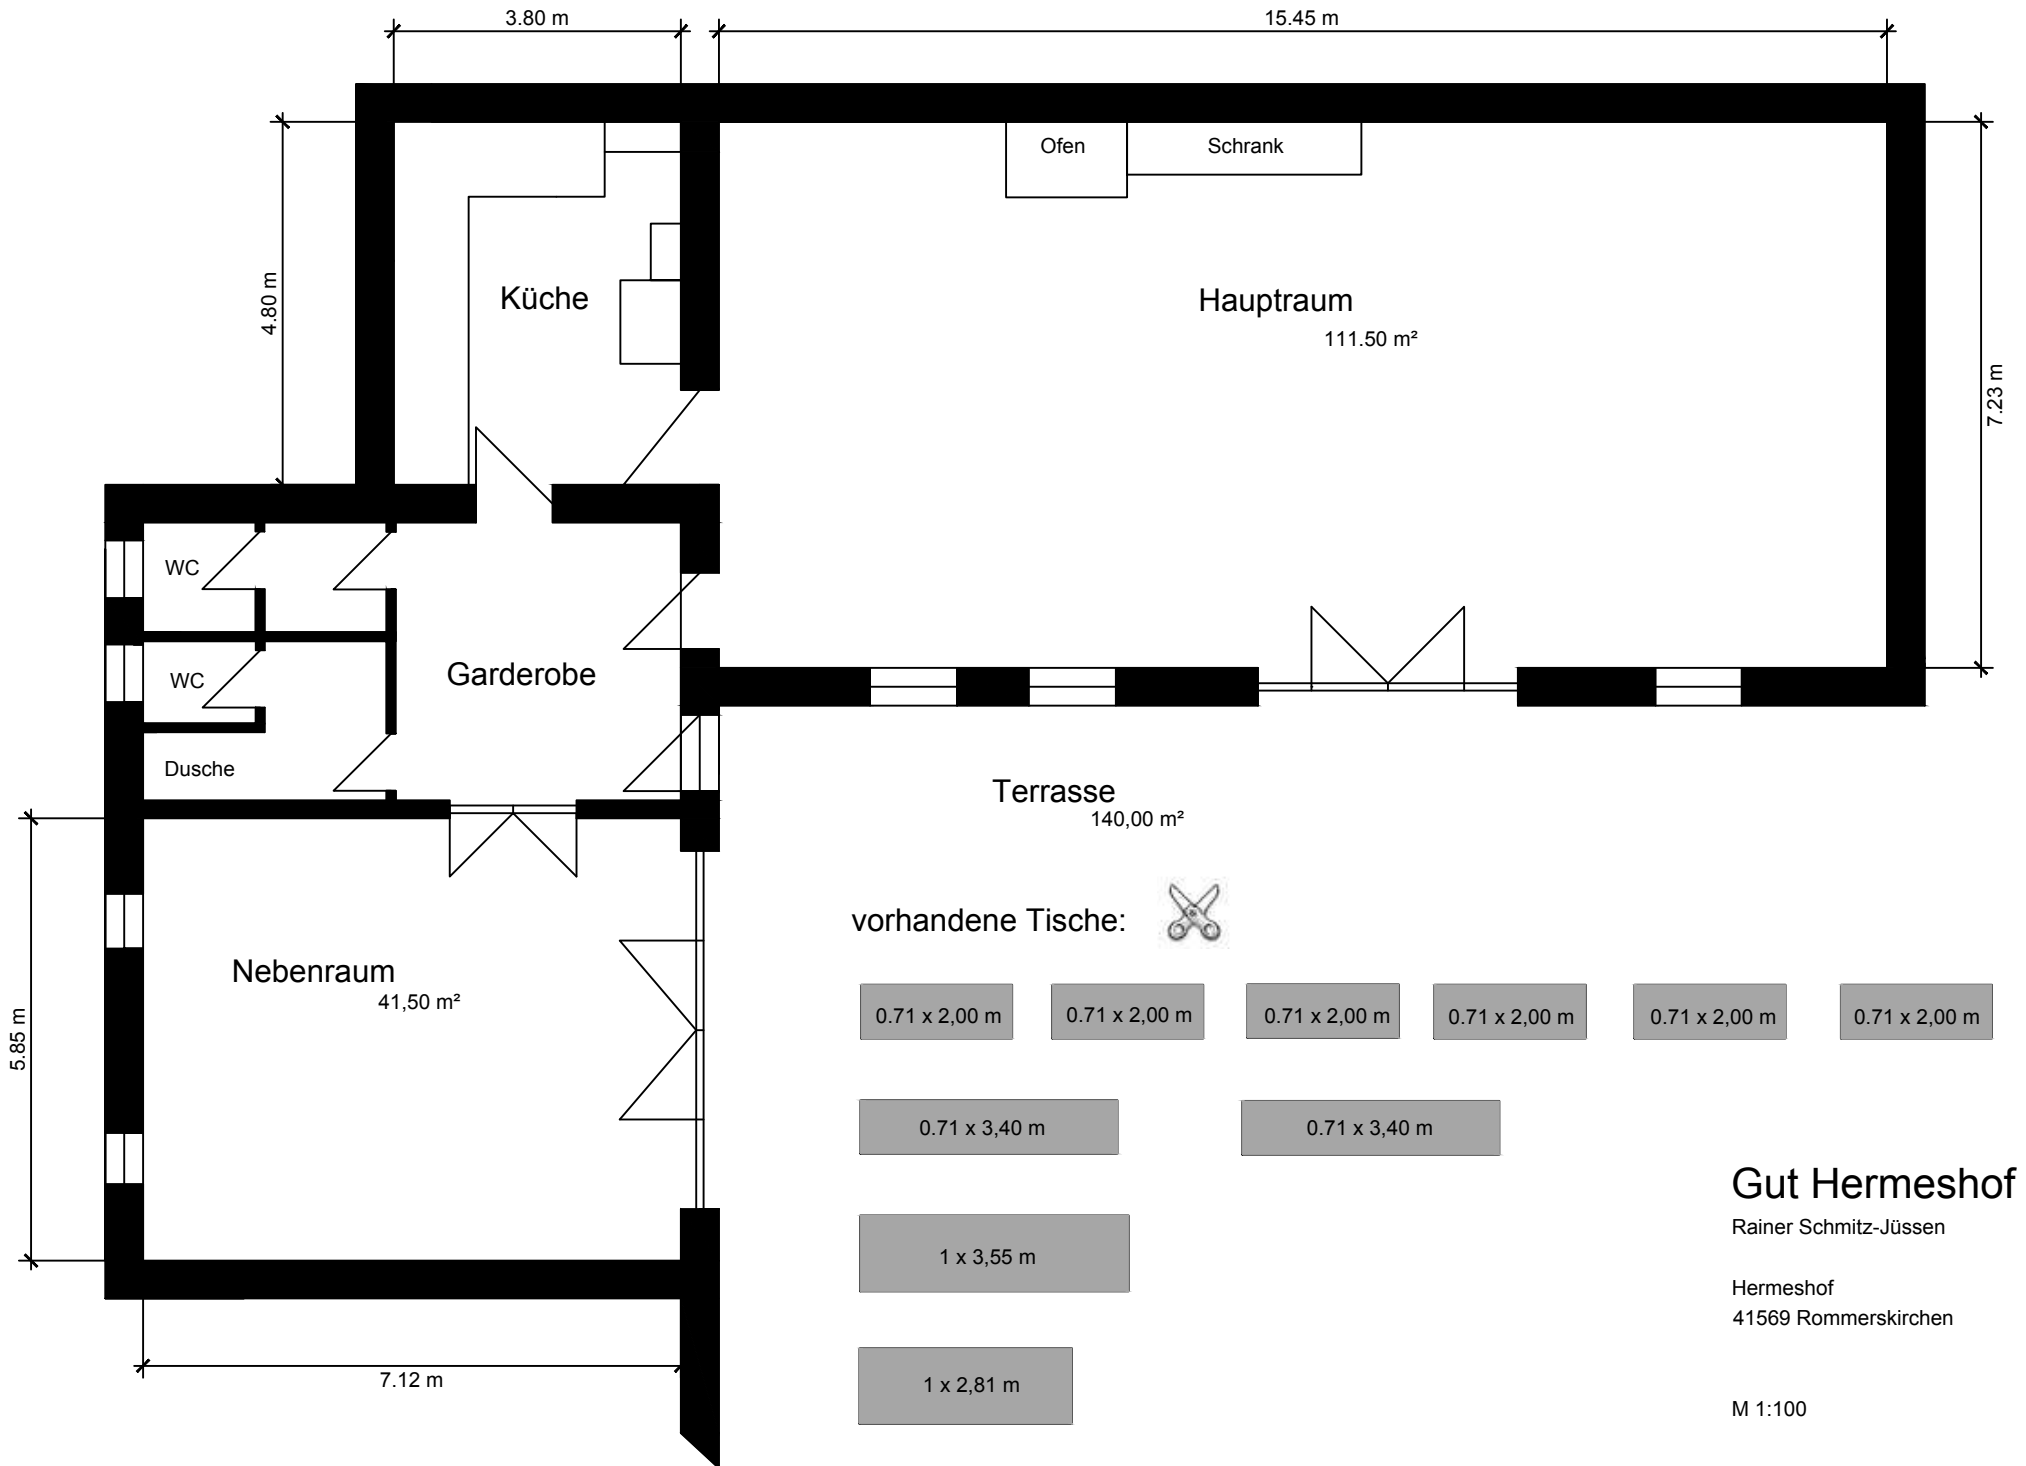 3.80 m
15.45 m
Ofen
Schrank
4.80 m
Küche
Hauptraum
111.50 m²
7.23 m
WC
WC
Garderobe
Dusche
Terrasse
140,00 m²
vorhandene Tische:
Nebenraum
41,50 m²
5.85 m
0.71 x 2,00 m
0.71 x 2,00 m
0.71 x 2,00 m
0.71 x 2,00 m
0.71 x 2,00 m
0.71 x 2,00 m
0.71 x 3,40 m
0.71 x 3,40 m
1 x 3,55 m
1 x 2,81 m
7.12 m
Gut Hermeshof
Rainer Schmitz-Jüssen
Hermeshof
41569 Rommerskirchen
M 1:100